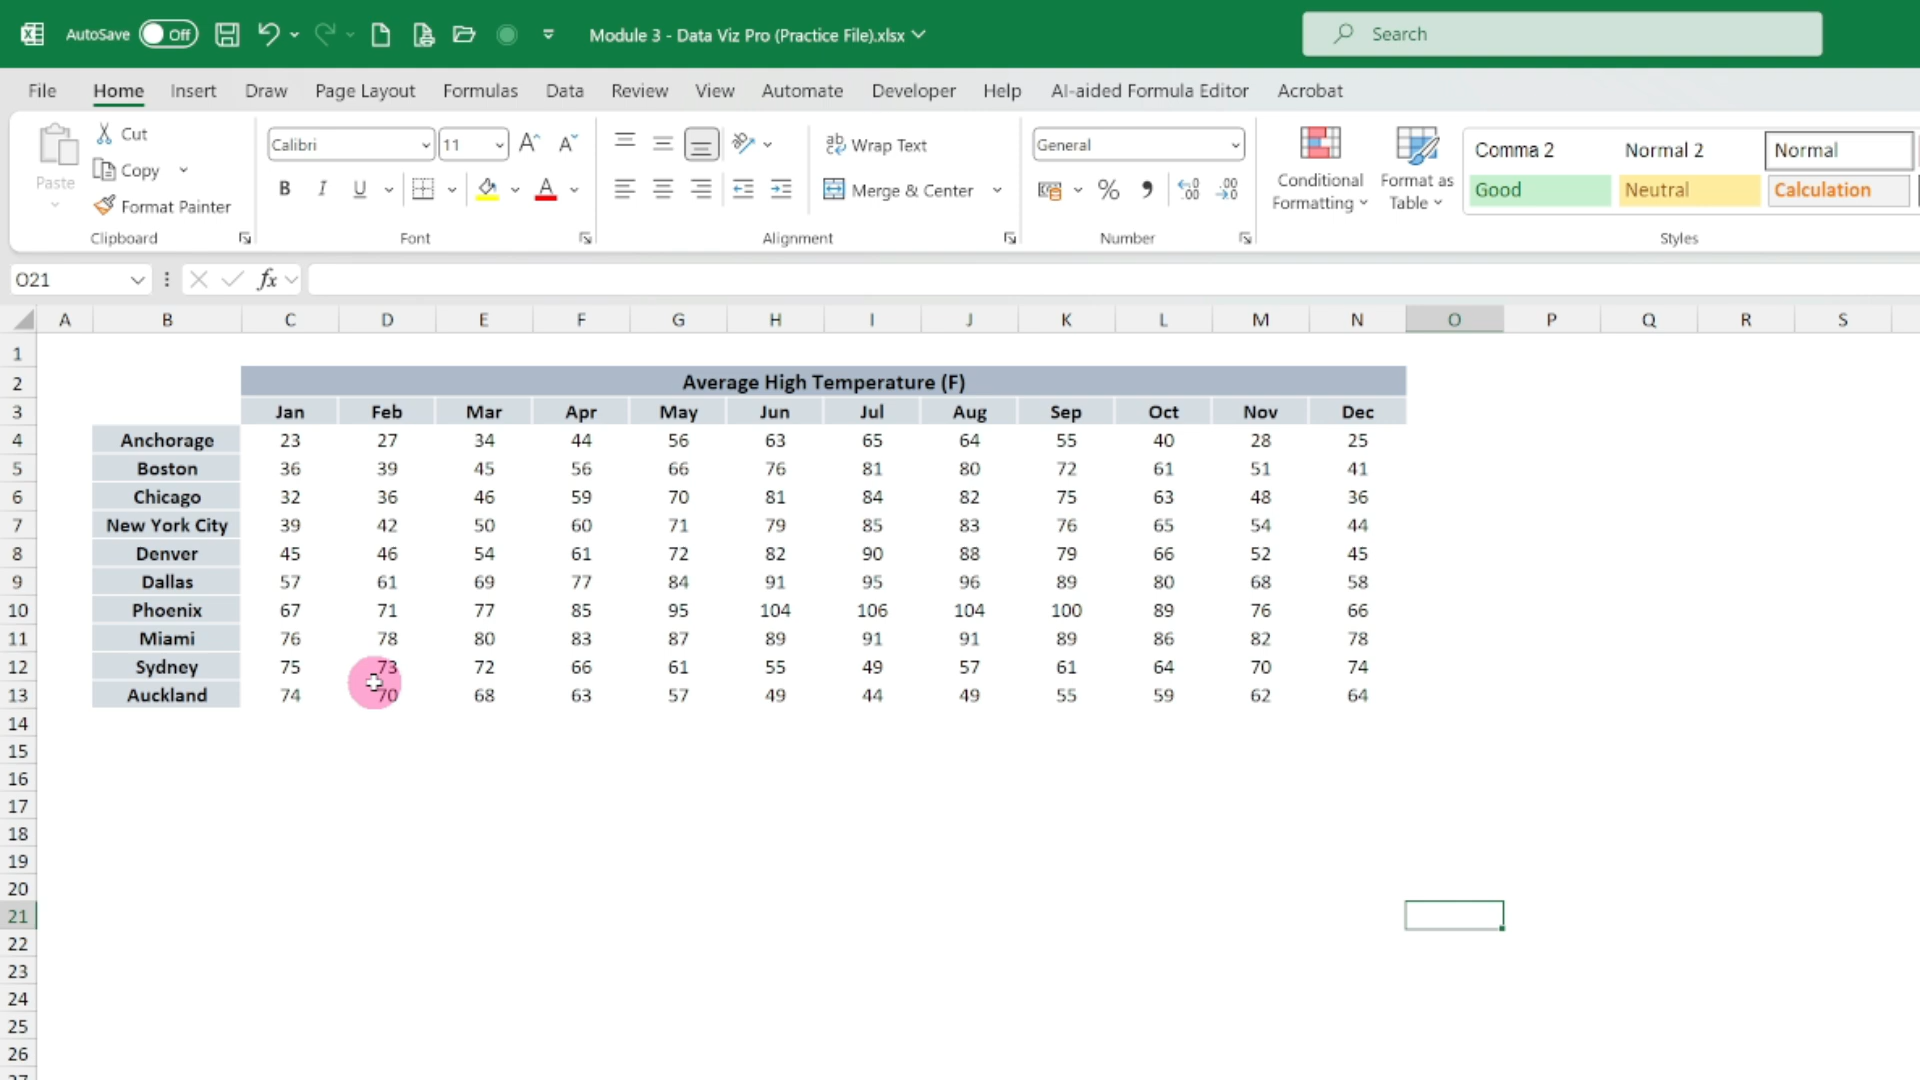 AutoSave Off Module 3 - Data Viz Pro (Practice File).xlsx Search
File Home Insert Draw Page Layout Formulas Data Review View Automate Developer Help AI-aided Formula Editor Acrobat
Paste Cut Copy Format Painter Clipboard
Calibri 11 B I U A Font
Wrap Text Merge & Center Alignment
General % Number
Conditional Formatting Format as Table
Comma 2 Normal 2 Normal
Good Neutral Calculation
Styles
O21 fx
A B C D E F G H I J K L M N O P Q R S
1
2 Average High Temperature (F)
3 Jan Feb Mar Apr May Jun Jul Aug Sep Oct Nov Dec
4 Anchorage 23 27 34 44 56 63 65 64 55 40 28 25
5 Boston 36 39 45 56 66 76 81 80 72 61 51 41
6 Chicago 32 36 46 59 70 81 84 82 75 63 48 36
7 New York City 39 42 50 60 71 79 85 83 76 65 54 44
8 Denver 45 46 54 61 72 82 90 88 79 66 52 45
9 Dallas 57 61 69 77 84 91 95 96 89 80 68 58
10 Phoenix 67 71 77 85 95 104 106 104 100 89 76 66
11 Miami 76 78 80 83 87 89 91 91 89 86 82 78
12 Sydney 75 73 72 66 61 55 49 57 61 64 70 74
13 Auckland 74 70 68 63 57 49 44 49 55 59 62 64
14
15
16
17
18
19
20
21
22
23
24
25
26
27